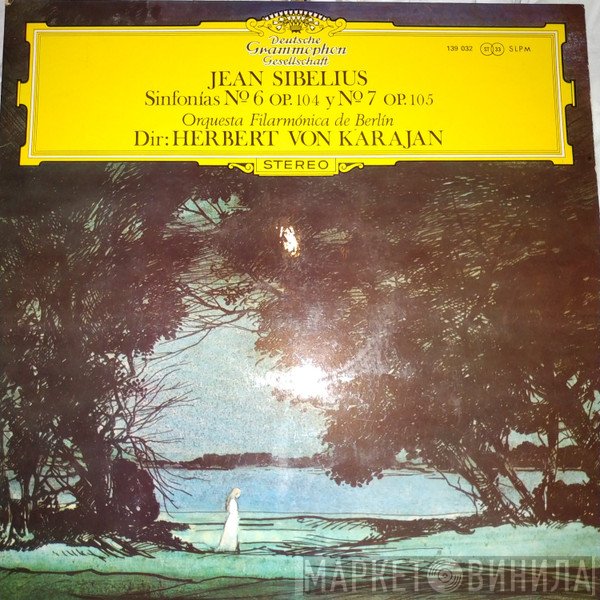 Deutsche
Grammophon
Gesellschaft
139 032 ST 33 SLPM
JEAN SIBELIUS
Sinfonías Nº 6 OP. 104 y Nº 7 OP. 105
Orquesta Filarmónica de Berlín
Dir: HERBERT VON KARAJAN
STEREO
МАРКЕТ ВИНИЛА